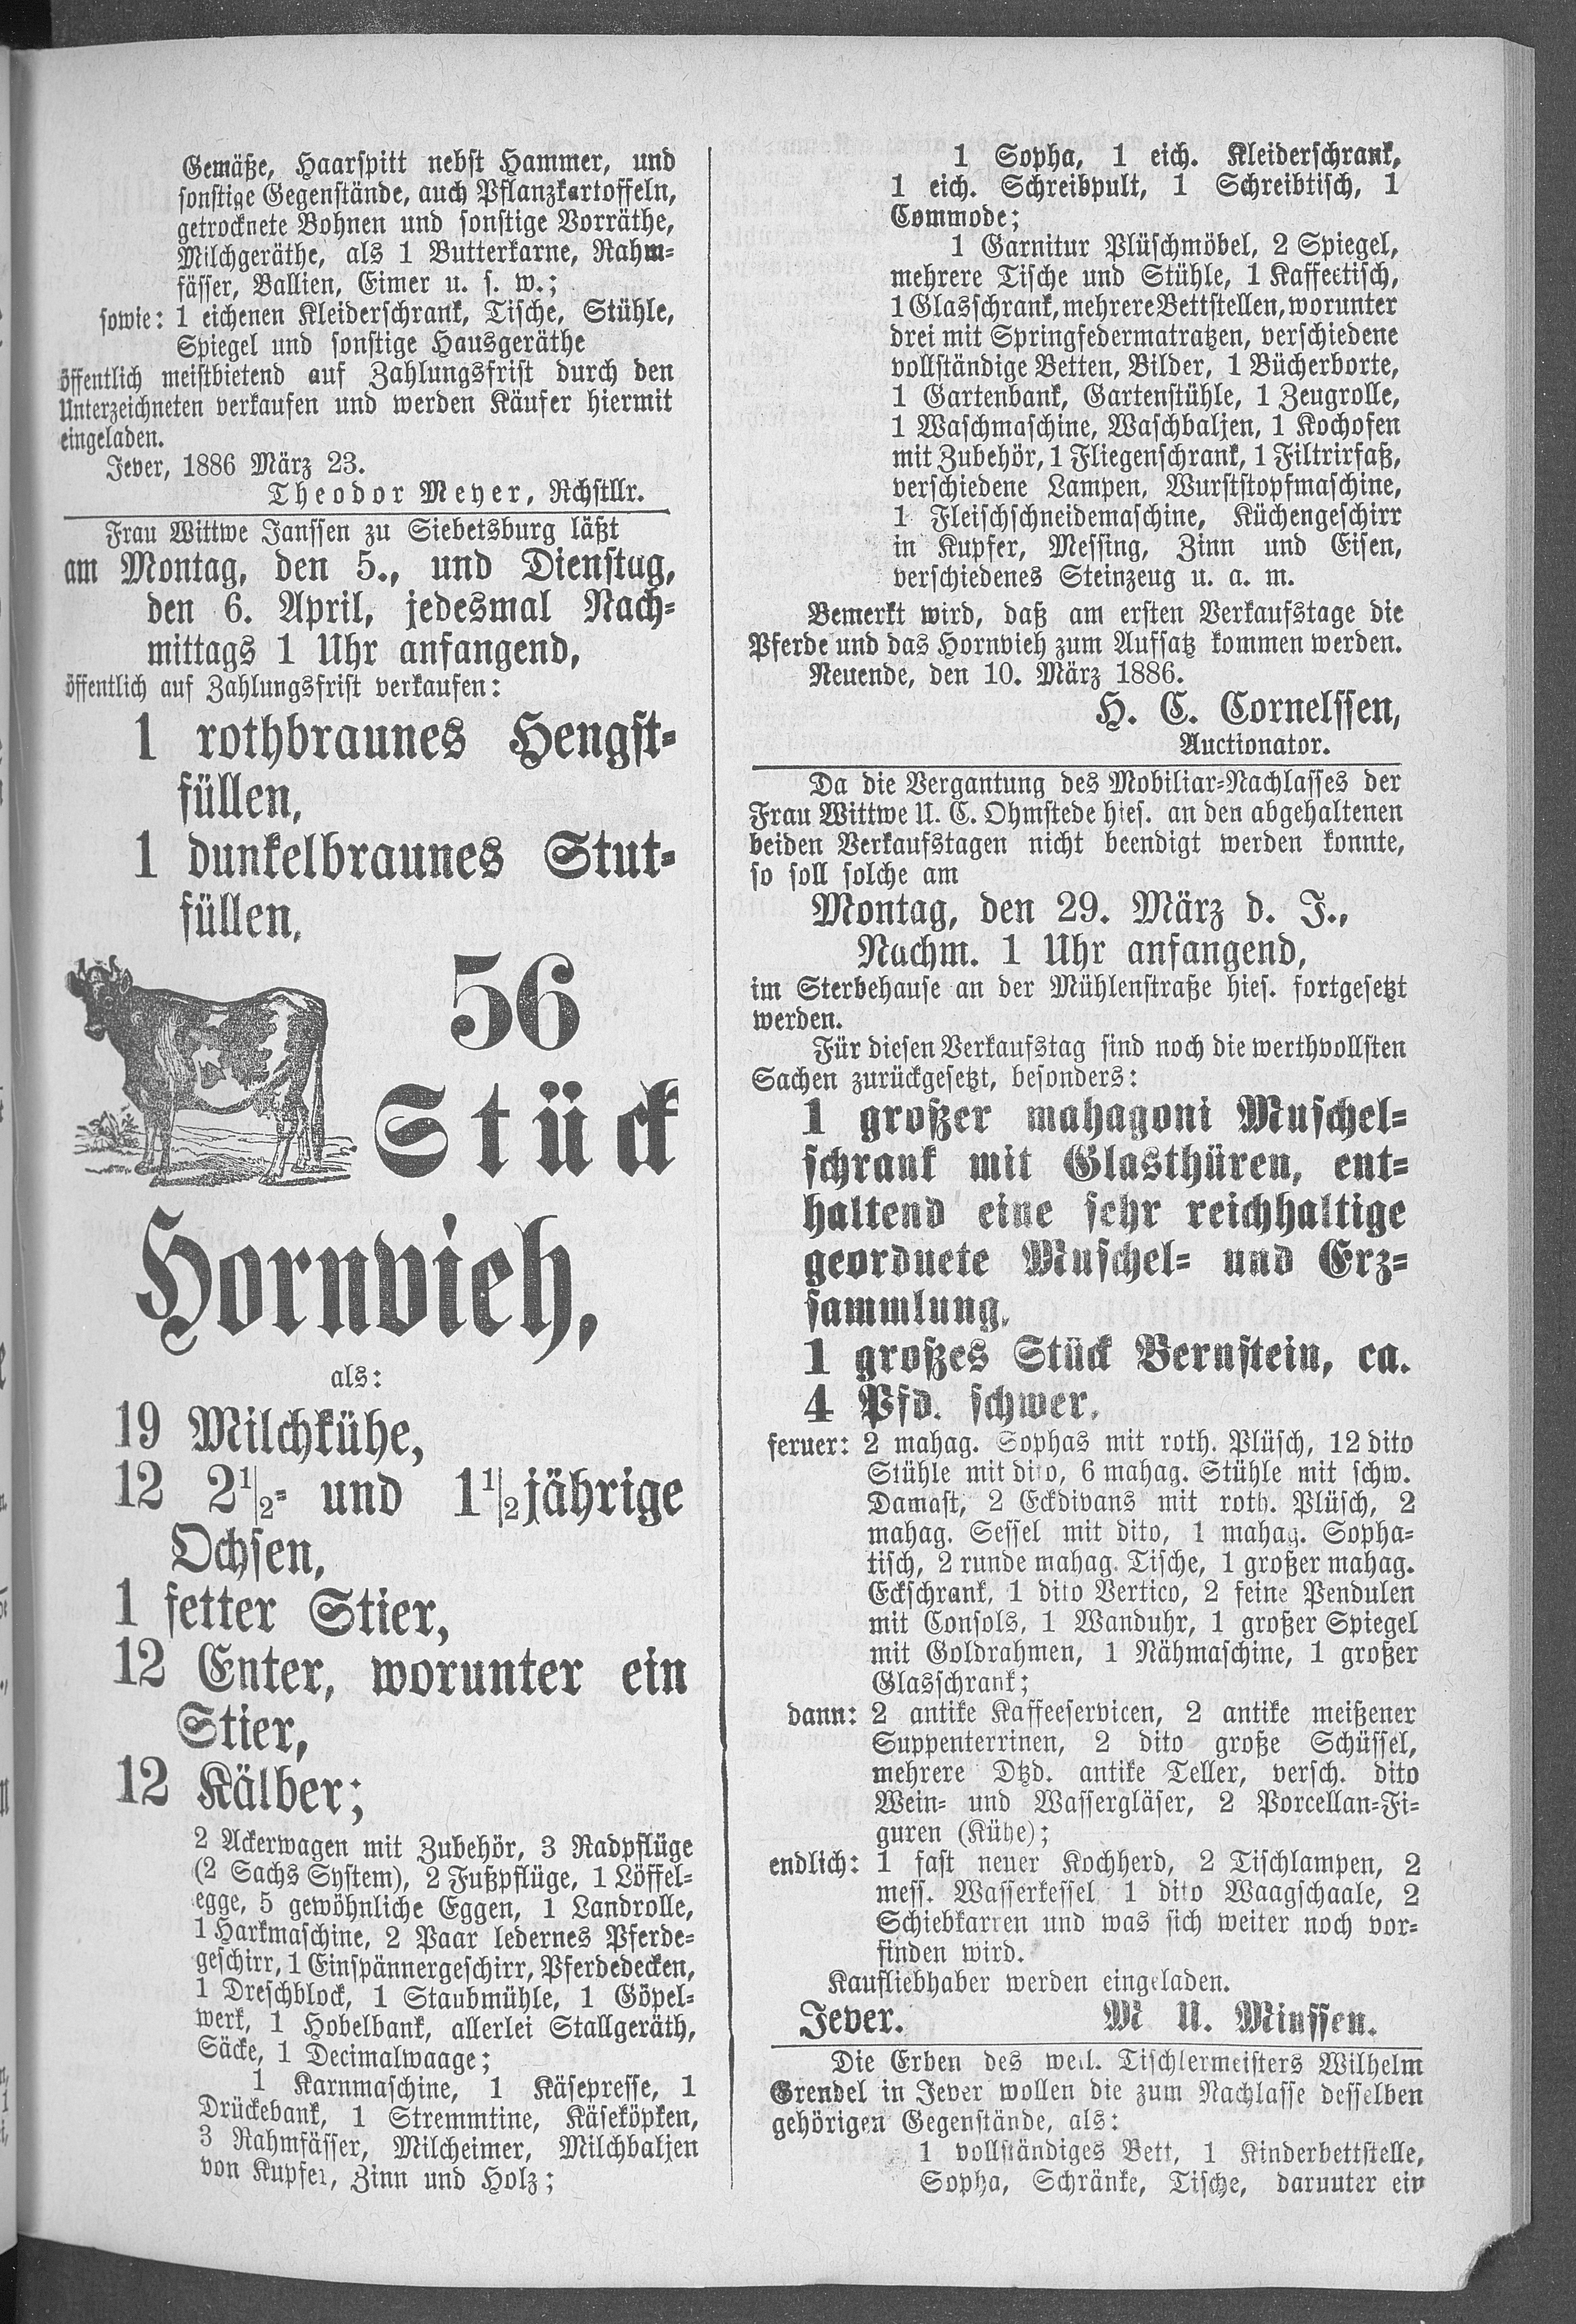 Gemäße, Haarspitt nebst Hammer, und
sonstige Gegenstände, auch Pflanzkartoffeln,
getrocknete Bohnen und sonstige Vorräthe,
Milchgeräthe, als 1 Butterkarne, Rahm-
fässer, Ballien, Eimer u. s. w.;
sowie: 1 eichenen Kleiderschrank, Tische, Stühle,
Spiegel und sonstige Hausgeräthe
öffentlich meistbietend auf Zahlungsfrist durch den
Unterzeichneten verkaufen und werden Käufer hiermit
eingeladen.
Jever, 1886 März 23.
Theodor Meyer, Rchstllr.
Frau Wittwe Janssen zu Siebetsburg läßt
am Montag, den 5., und Dienstag,
den 6. April, jedesmal Nach-
mittags 1 Uhr anfangend,
öffentlich auf Zahlungsfrist verkaufen:
1 rothbraunes Hengst-
füllen,
1 dunkelbraunes Stut-
füllen,
56
Stück
Hornvieh,
als:
19 Milchkühe,
12 2 1/2- und 1 1/2jährige
Ochsen,
1 fetter Stier,
12 Enter, worunter ein
Stier,
12 Kälber;
2 Ackerwagen mit Zubehör, 3 Radpflüge
(2 Sachs System), 2 Fußpflüge, 1 Löffel-
egge, 5 gewöhnliche Eggen, 1 Landrolle,
1 Harkmaschine, 2 Paar ledernes Pferde-
geschirr, 1 Einspännergeschirr, Pferdedecken,
1 Dreschblock, 1 Staubmühle, 1 Göpel-
werk, 1 Hobelbank, allerlei Stallgeräth,
Säcke, 1 Decimalwaage;
1 Karnmaschine, 1 Käsepresse, 1
Drückebank, 1 Stremmtine, Käseköpken,
3 Rahmfässer, Milcheimer, Milchbaljen
von Kupfer, Zinn und Holz;
1 Sopha, 1 eich. Kleiderschrank,
1 eich. Schreibpult, 1 Schreibtisch, 1
Commode;
1 Garnitur Plüschmöbel, 2 Spiegel,
mehrere Tische und Stühle, 1 Kaffeetisch,
1 Glasschrank, mehrere Bettstellen, worunter
drei mit Springfedermatratzen, verschiedene
vollständige Betten, Bilder, 1 Bücherborte,
1 Gartenbank, Gartenstühle, 1 Zeugrolle,
1 Waschmaschine, Waschbaljen, 1 Kochofen
mit Zubehör, 1 Fliegenschrank, 1 Filtrirfaß,
verschiedene Lampen, Wurststopfmaschine,
1 Fleischschneidemaschine, Küchengeschirr
in Kupfer, Messing, Zinn und Eisen,
verschiedenes Steinzeug u. a. m.
Bemerkt wird, daß am ersten Verkaufstage die
Pferde und das Hornvieh zum Aufsatz kommen werden.
Neuende, den 10. März 1886.
H. C. Cornelssen,
Auctionator.
Da die Vergantung des Mobiliar-Nachlasses der
Frau Wittwe U. C. Ohmstede hies. an den abgehaltenen
beiden Verkaufstagen nicht beendigt werden konnte,
so soll solche am
Montag, den 29. März d. J.,
Nachm. 1 Uhr anfangend,
im Sterbehause an der Mühlenstraße hies. fortgesetzt
werden.
Für diesen Verkaufstag sind noch die werthvollsten
Sachen zurückgesetzt, besonders:
1 großer mahagoni Muschel-
schrank mit Glasthüren, ent-
haltend eine sehr reichhaltige
geordnete Muschel- und Erz-
sammlung,
1 großes Stück Bernstein, ca.
4 Pfd. schwer,
ferner: 2 mahag. Sophas mit roth. Plüsch, 12 dito
Stühle mit dito, 6 mahag. Stühle mit schw.
Damast, 2 Eckdivans mit roth. Plüsch, 2
mahag. Sessel mit dito, 1 mahag. Sopha-
tisch, 2 runde mahag. Tische, 1 großer mahag.
Eckschrank, 1 dito Vertico, 2 feine Pendulen
mit Consols, 1 Wanduhr, 1 großer Spiegel
mit Goldrahmen, 1 Nähmaschine, 1 großer
Glasschrank;
dann: 2 antike Kaffeeservicen, 2 antike meißener
Suppenterrinen, 2 dito große Schüssel,
mehrere Dtzd. antike Teller, versch. dito
Wein- und Wassergläser, 2 Porcellan-Fi-
guren (Kühe);
endlich: 1 fast neuer Kochherd, 2 Tischlampen, 2
mess. Wasserkessel 1 dito Waagschaale, 2
Schiebkarren und was sich weiter noch vor-
finden wird.
Kaufliebhaber werden eingeladen.
Jever. M U. Minssen.
Die Erben des weil. Tischlermeisters Wilhelm
Grendel in Jever wollen die zum Nachlasse desselben
gehörigen Gegenstände, als:
1 vollständiges Bett, 1 Kinderbettstelle,
Sopha, Schränke, Tische, darunter ein